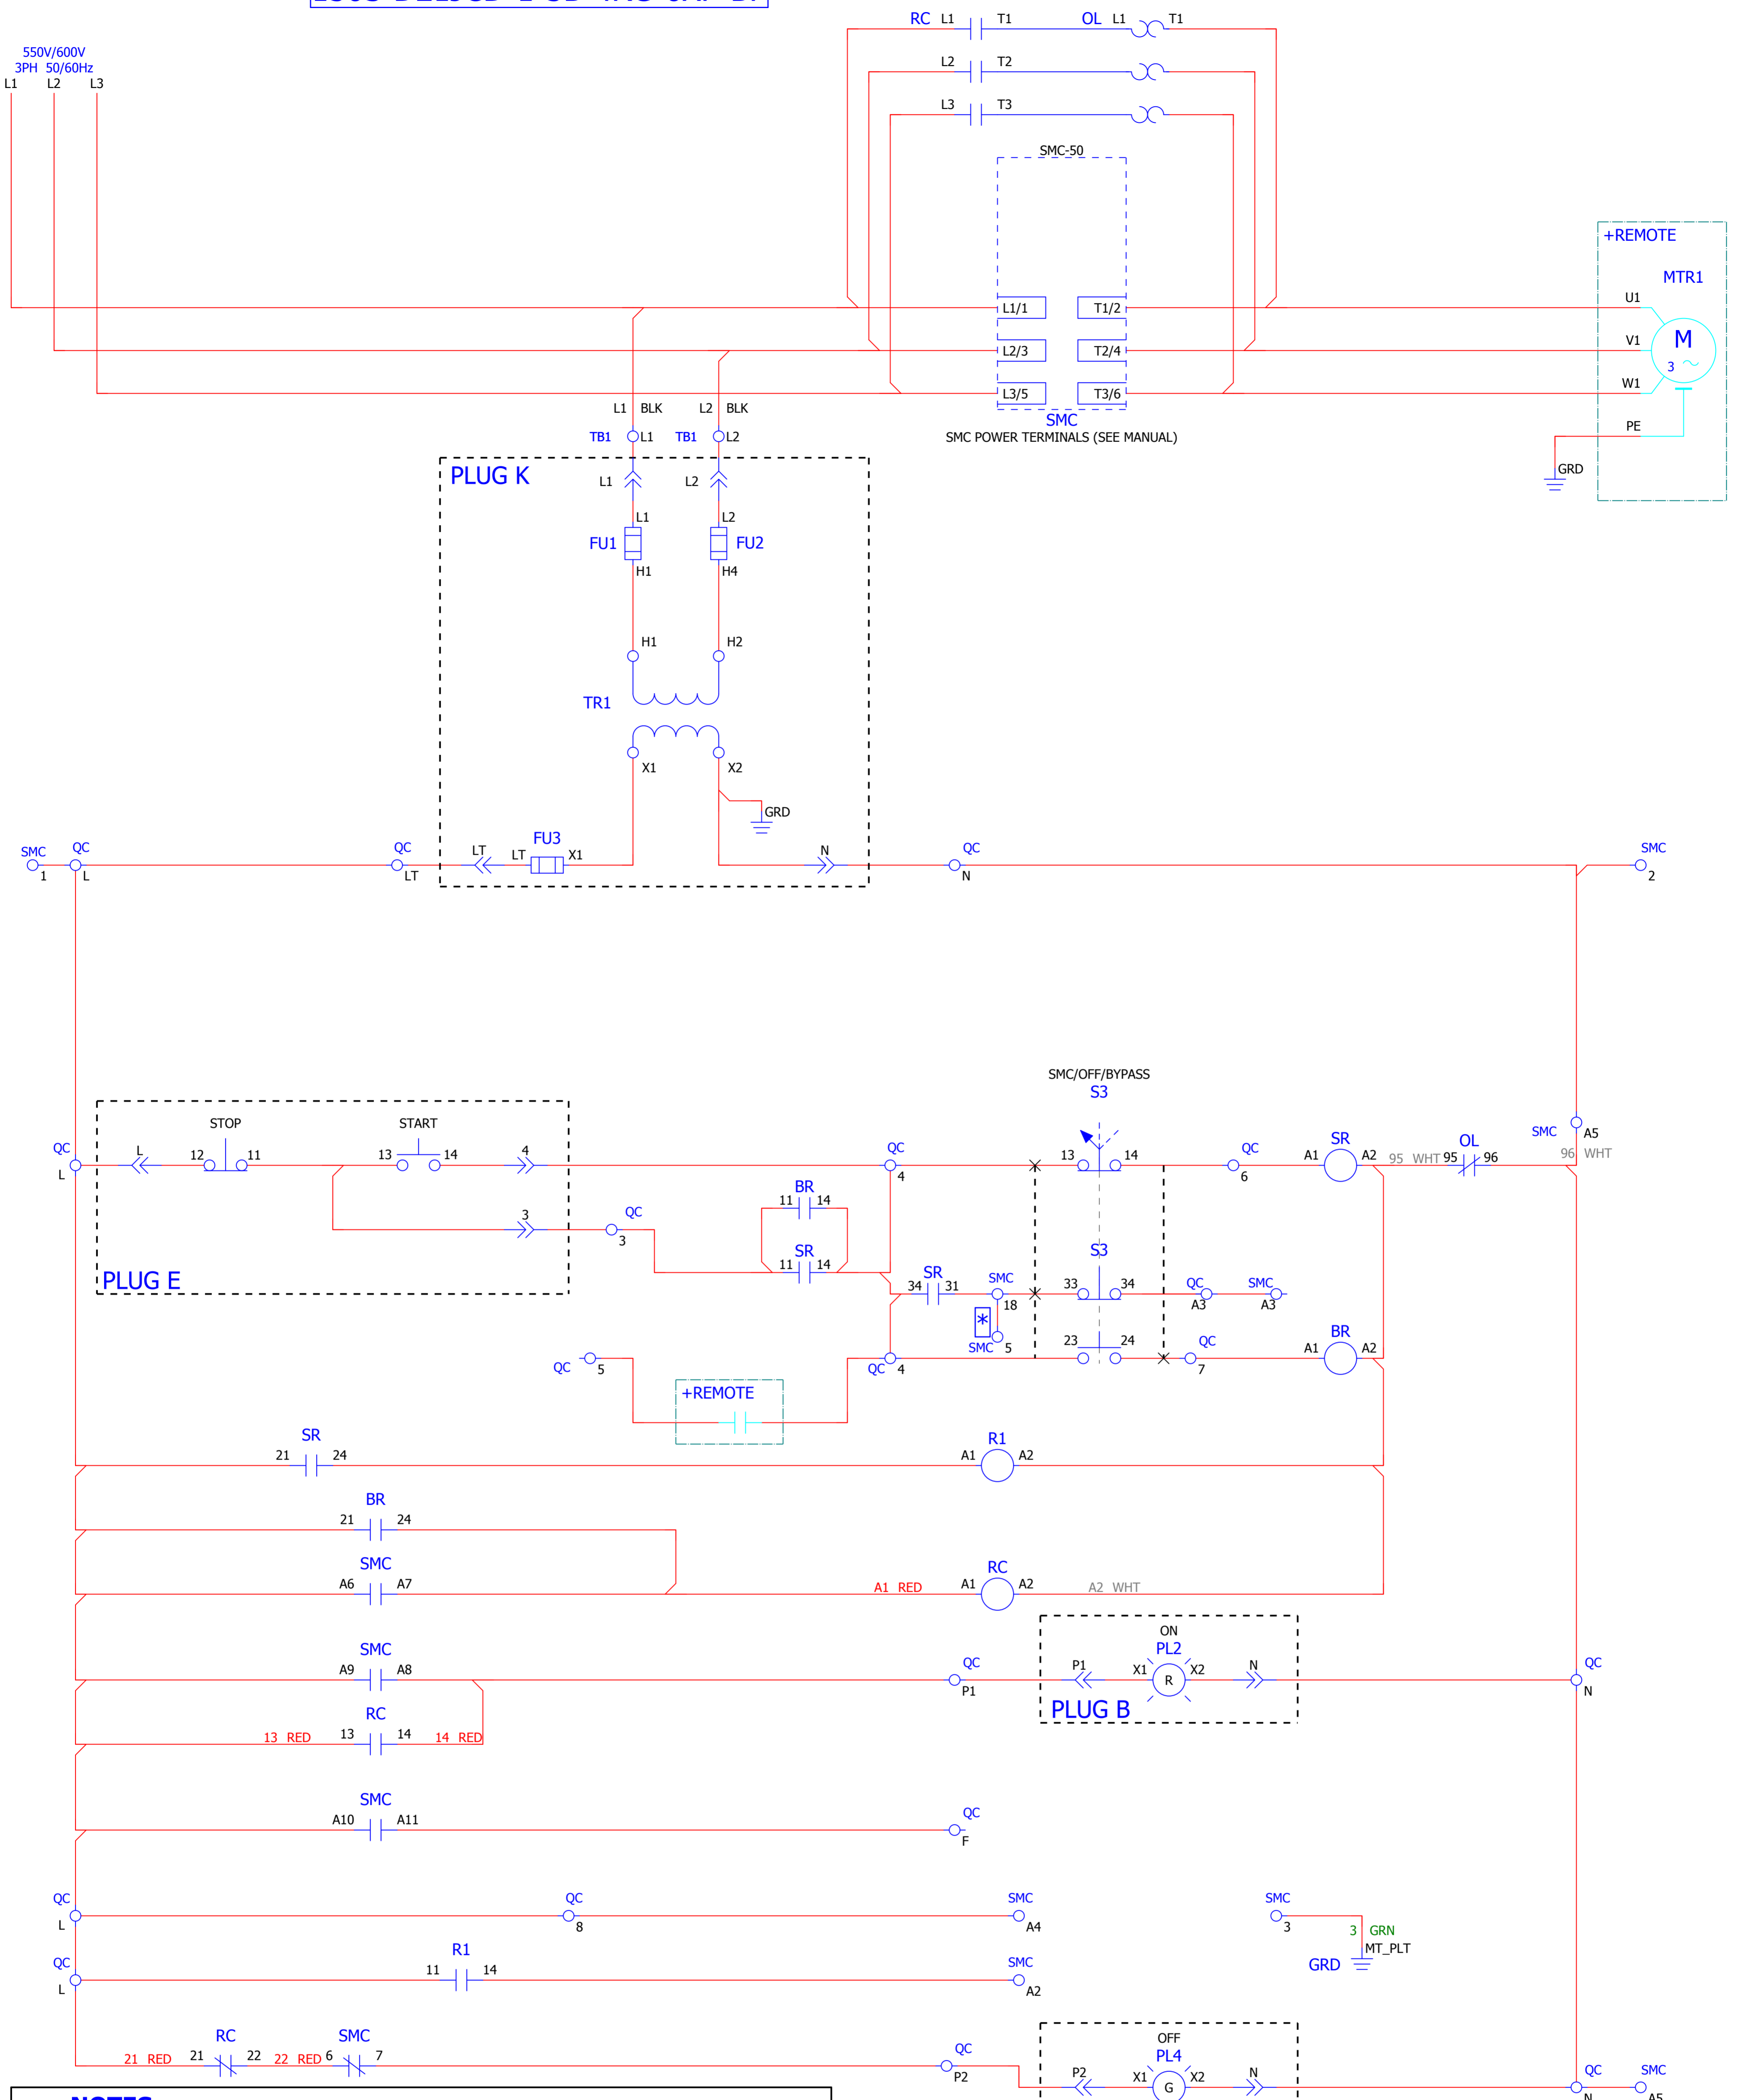 RC L1 T1 OL L1 T1
550V/600V
3PH 50/60Hz
L1 L2 L3
L2 T2
L3 T3
SMC-50
+REMOTE
MTR1
L1/1 T1/2 U1
L2/3 T2/4 V1 M
3
L3/5 T3/6 W1
L1 BLK L2 BLK
SMC
PE
TB1 L1 TB1 L2
SMC POWER TERMINALS (SEE MANUAL)
GRD
PLUG K
L1 L2
L1 L2
FU1 FU2
H1 H4
H1 H2
TR1
X1 X2
GRD
FU3
SMC QC QC LT LT X1 N QC SMC
1 L LT N 2
SMC/OFF/BYPASS
S3
STOP START
QC L 12 11 13 14 4 QC 13 14 QC SR SMC A5
L 4 6 A1 A2 95 WHT 95 OL 96 96 WHT
BR
11 14
3 QC
3
SR
11 14
S3
PLUG E
SR
34 31 SMC 33 34 QC SMC
18 A3 A3
*
SMC 5 23 24 QC BR
QC 5 QC 4 7 A1 A2
+REMOTE
SR
21 24
R1
A1 A2
BR
21 24
SMC
A6 A7
RC
A1 RED A1 A2 A2 WHT
ON
PL2
SMC
A9 A8 QC P1 X1 R X2 N QC
P1 N
PLUG B
RC
13 RED 13 14 14 RED
SMC
A10 A11 QC
F
QC QC SMC SMC
L 8 A4 3
3 GRN
MT_PLT
GRD
QC R1 SMC
L 11 14 A2
OFF
PL4
RC SMC
21 RED 21 22 22 RED 6 7 QC
P2 P2 X1 G X2 N QC SMC
N A5